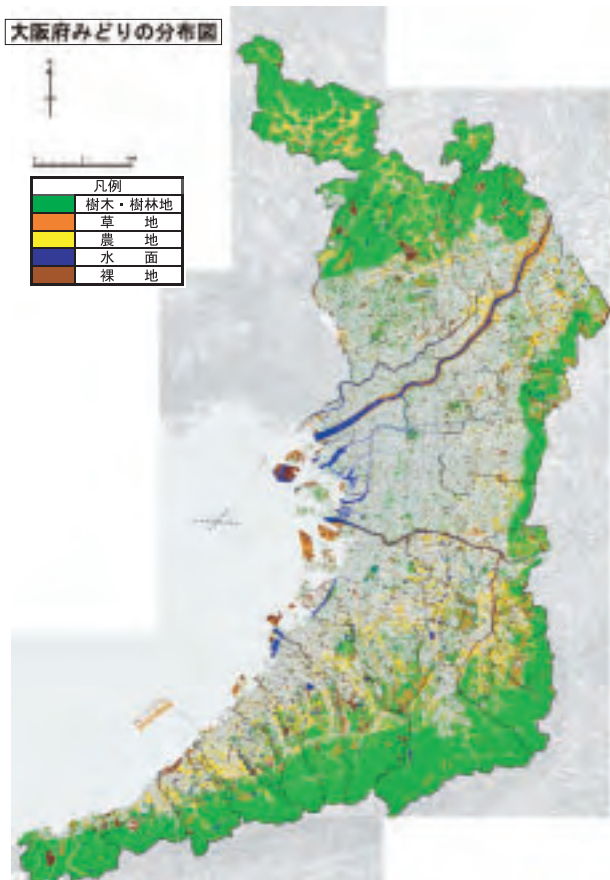 大阪府みどりの分布図
凡例
樹木・樹林地
草 地
農 地
水 面
裸 地